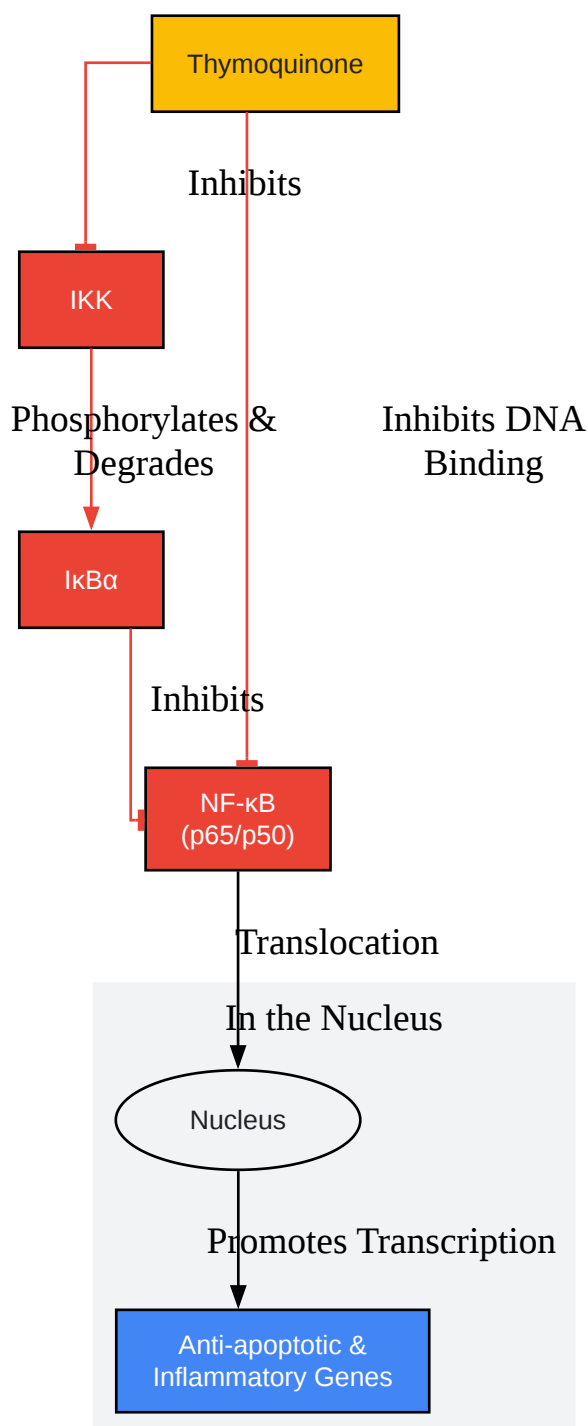 Thymoquinone
Inhibits
IKK
Phosphorylates &
Degrades
Inhibits DNA
Binding
IκBα
Inhibits
NF-κB
(p65/p50)
Translocation
In the Nucleus
Nucleus
Promotes Transcription
Anti-apoptotic &
Inflammatory Genes